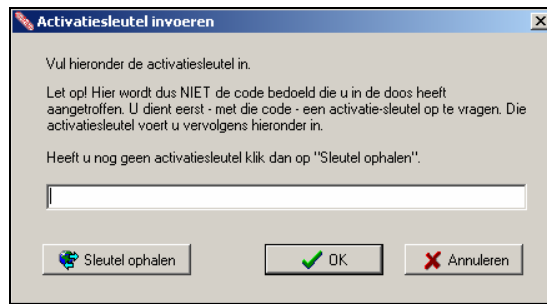 Activatiesleutel invoeren
Vul hieronder de activatiesleutel in.
Let op! Hier wordt dus NIET de code bedoeld die u in de doos heeft
aangetroffen. U dient eerst - met die code - een activatie-sleutel op te vragen. Die
activatiesleutel voert u vervolgens hieronder in.
Heeft u nog geen activatiesleutel klik dan op "Sleutel ophalen".
Sleutel ophalen OK Annuleren